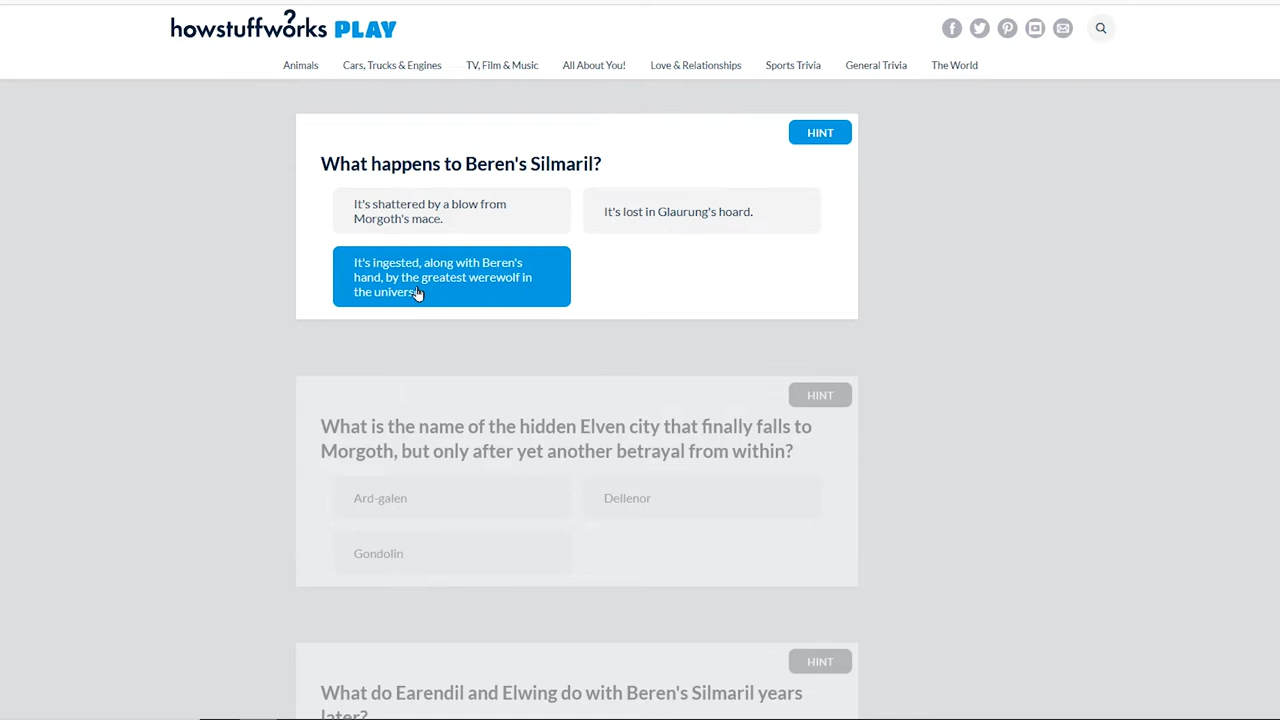 howstuffworks PLAY
Animals Cars, Trucks & Engines TV, Film & Music All About You! Love & Relationships Sports Trivia General Trivia The World
HINT
What happens to Beren's Silmaril?
It's shattered by a blow from
Morgoth's mace.
It's lost in Glaurung's hoard.
It's ingested, along with Beren's
hand, by the greatest werewolf in
the
HINT
What is the name of the hidden Elven city that finally falls to
Morgoth, but only after yet another betrayal from within?
Ard-galen
Dellenor
Gondolin
HINT
What do Earendil and Elwing do with Beren's Silmaril years
later?